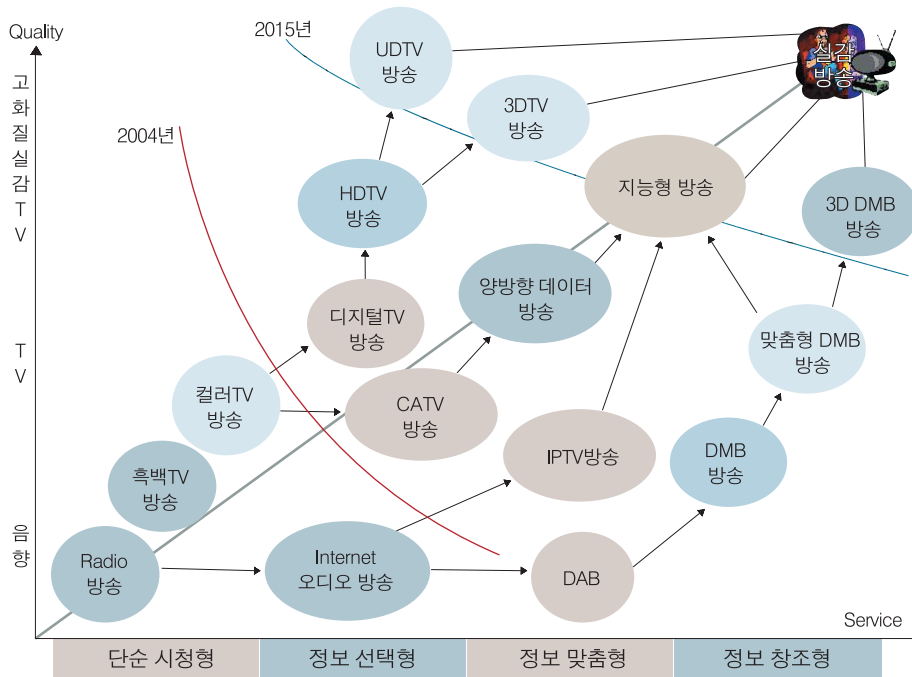 Quality
2015년
UDTV
방송
실감
방송
고화질실감TV
3DTV
방송
2004년
HDTV
방송
지능형 방송
3D DMB
방송
양방향 데이터
방송
디지털TV
방송
맞춤형 DMB
방송
TV
컬러TV
방송
CATV
방송
IPTV방송
DMB
방송
흑백TV
방송
음향
Radio
방송
Internet
오디오 방송
DAB
Service
단순 시청형
정보 선택형
정보 맞춤형
정보 창조형